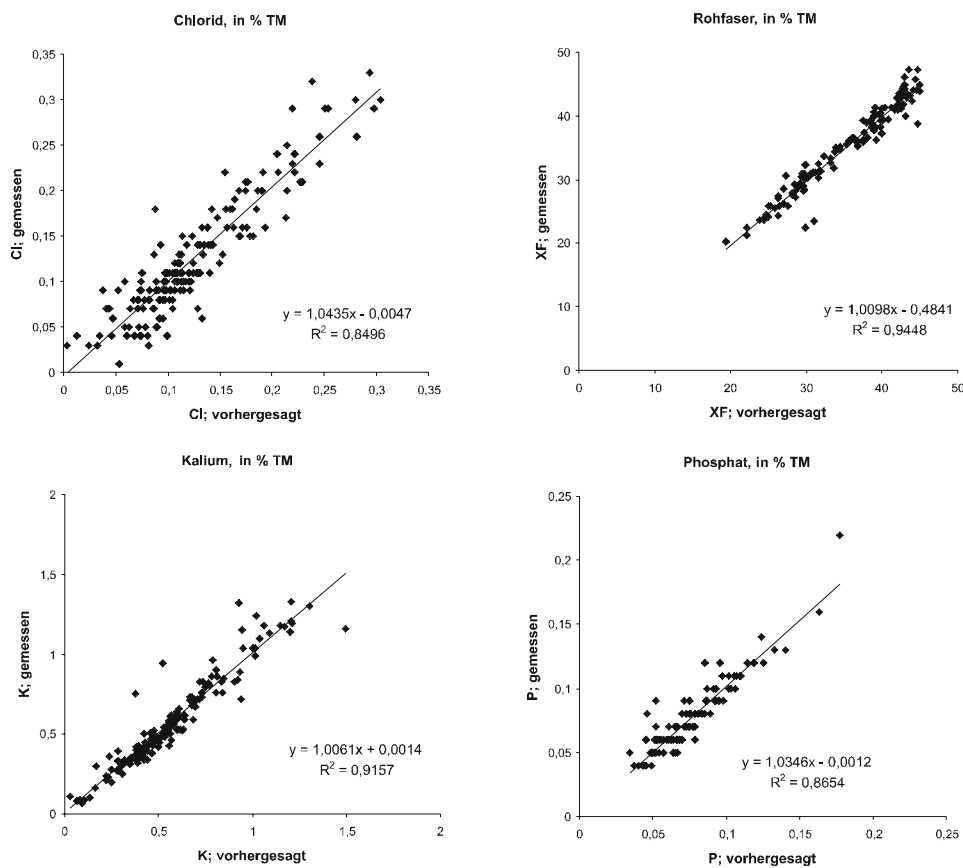 Chlorid, in % TM
0,35
0,3
0,25
0,2
0,15
0,1
0,05
0
Cl; gemessen
y = 1,0435x - 0,0047
R² = 0,8496
0 0,05 0,1 0,15 0,2 0,25 0,3 0,35
Cl; vorhergesagt
Rohfaser, in % TM
50
40
30
20
10
0
XF; gemessen
y = 1,0098x - 0,4841
R² = 0,9448
0 10 20 30 40 50
XF; vorhergesagt
Kalium, in % TM
2
1,5
1
0,5
0
K; gemessen
y = 1,0061x + 0,0014
R² = 0,9157
0 0,5 1 1,5 2
K; vorhergesagt
Phosphat, in % TM
0,25
0,2
0,15
0,1
0,05
0
P; gemessen
y = 1,0346x - 0,0012
R² = 0,8654
0 0,05 0,1 0,15 0,2 0,25
P; vorhergesagt